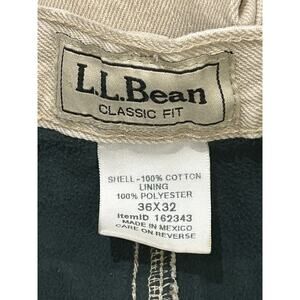 L.L.Bean
CLASSIC FIT
SHELL-100% COTTON
LINING
100% POLYESTER
36X32
ItemID 162343
MADE IN MEXICO
CARE ON REVERSE